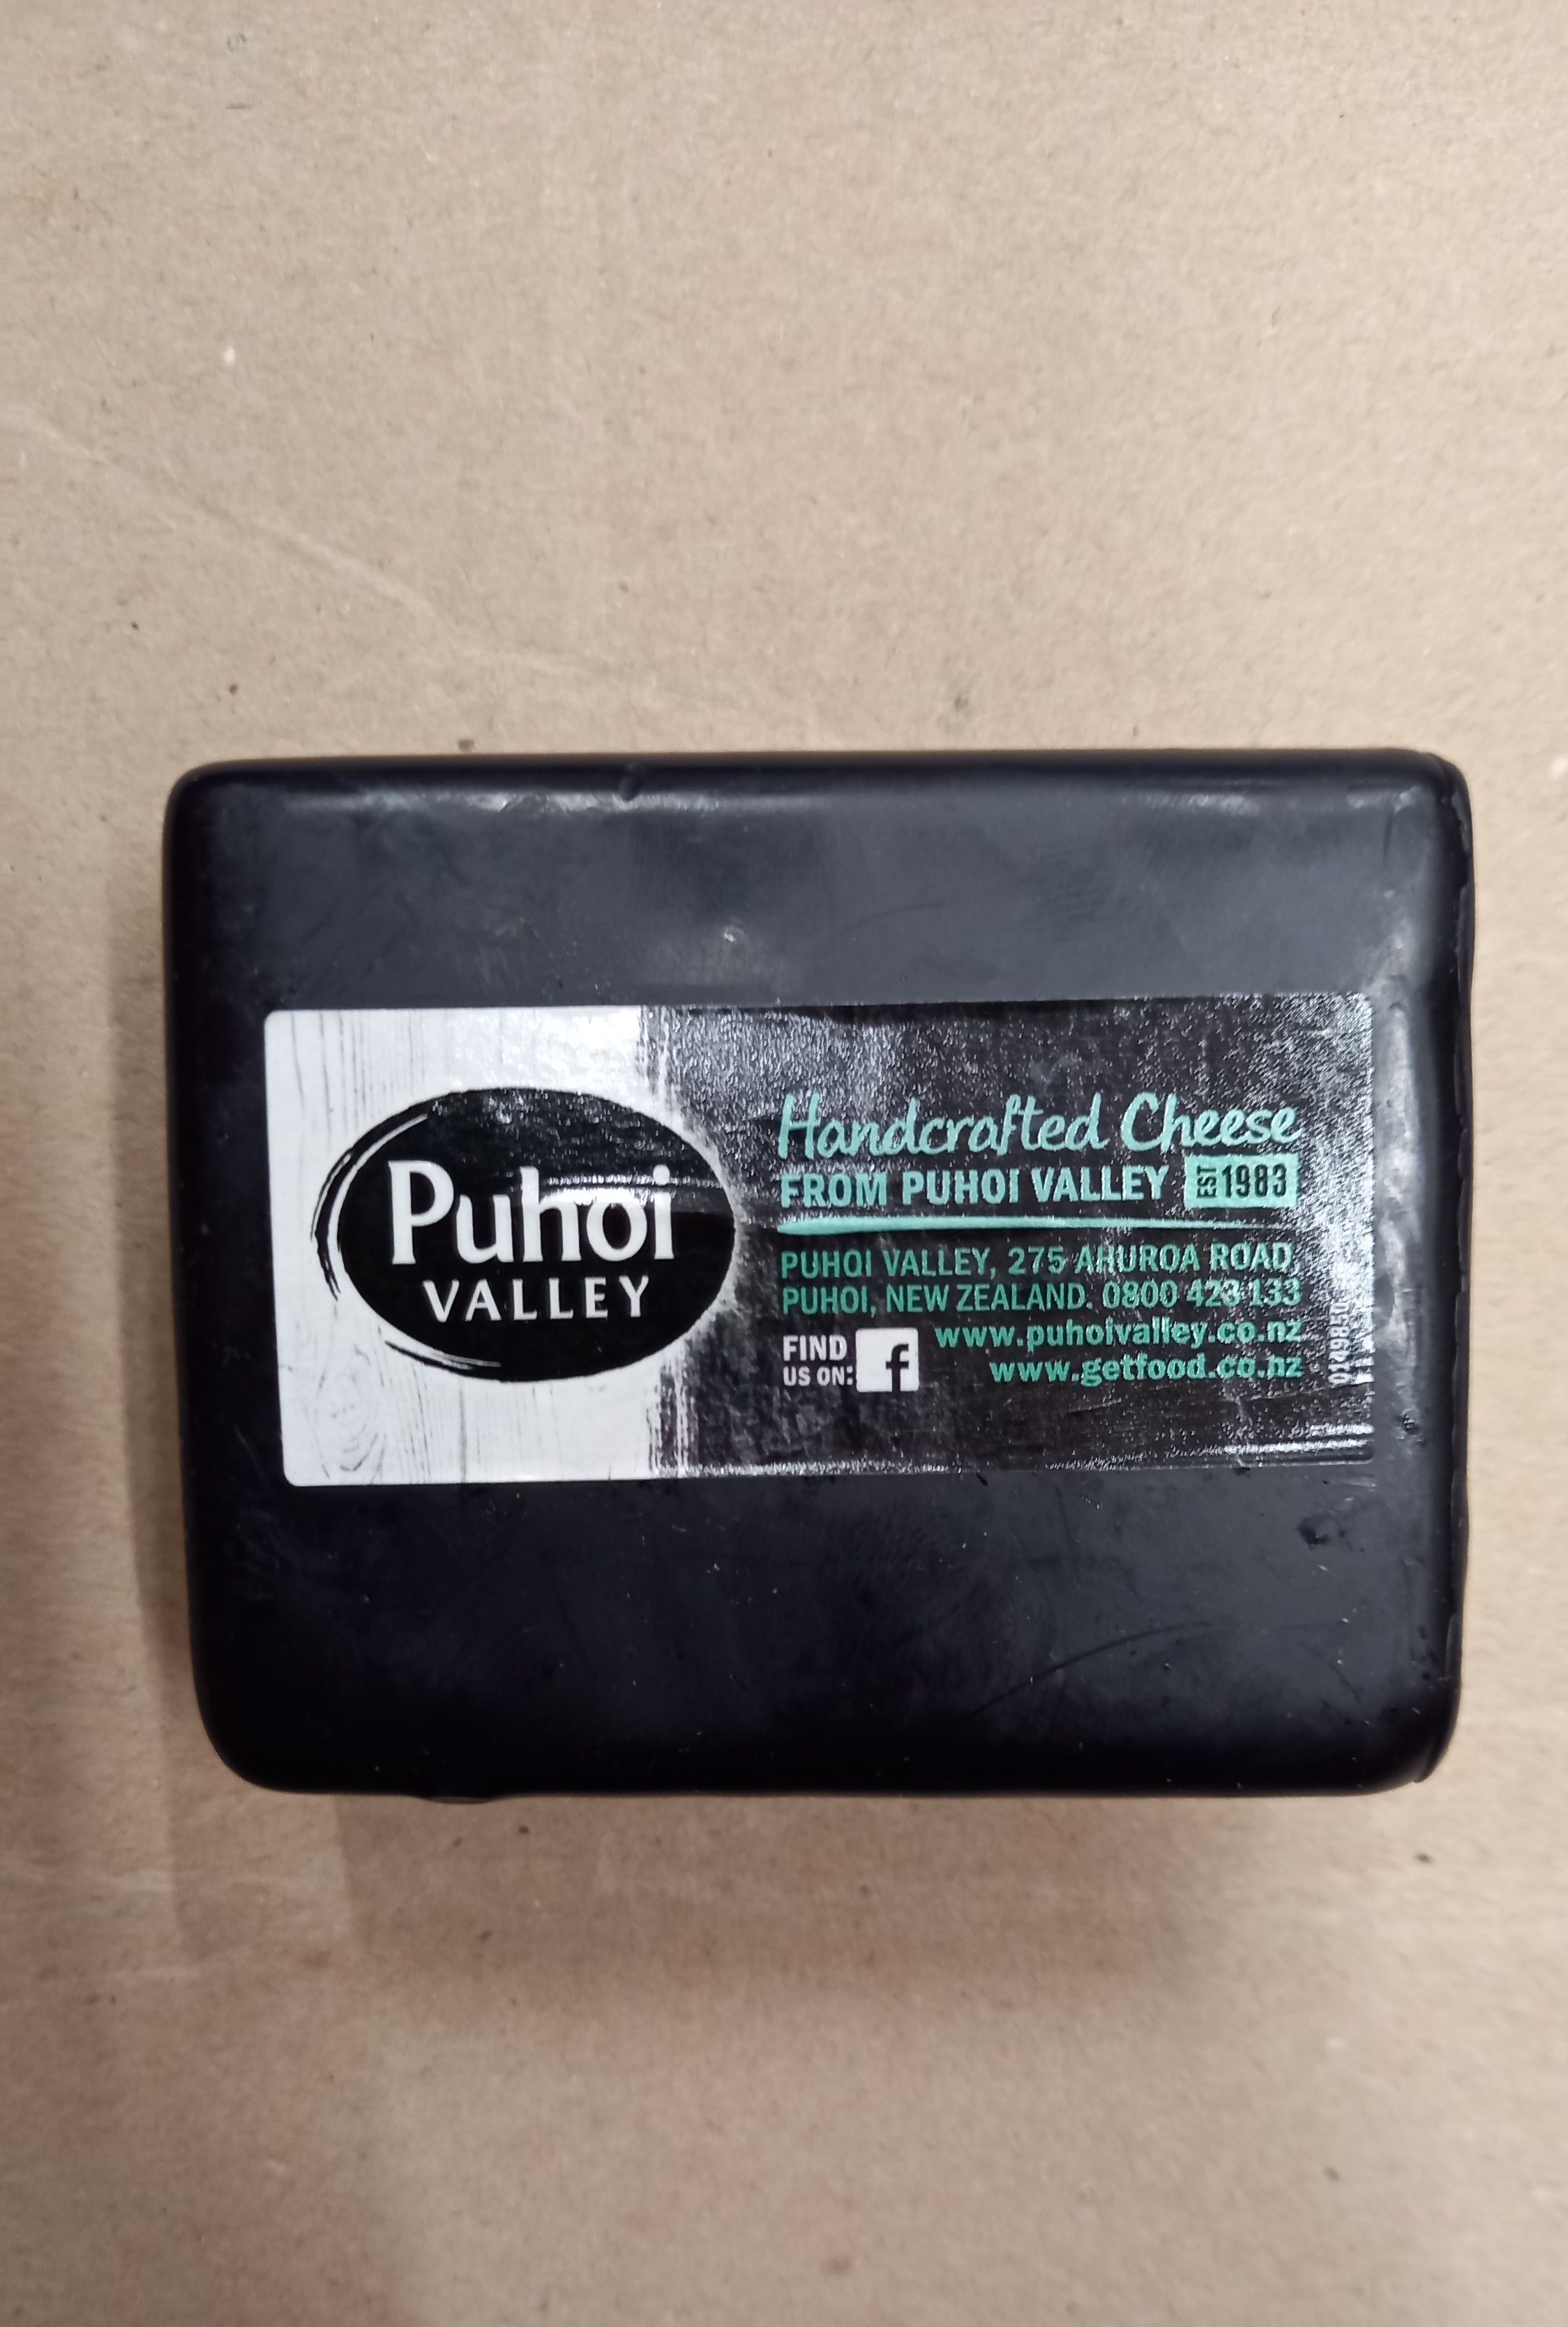 Puhoi
VALLEY
Handcrafted Cheese
FROM PUHOI VALLEY EST 1983
PUHOI VALLEY, 275 AHUROA ROAD,
PUHOI, NEW ZEALAND. 0800 423 133
FIND
US ON: f
www.puhoivalley.co.nz
www.getfood.co.nz